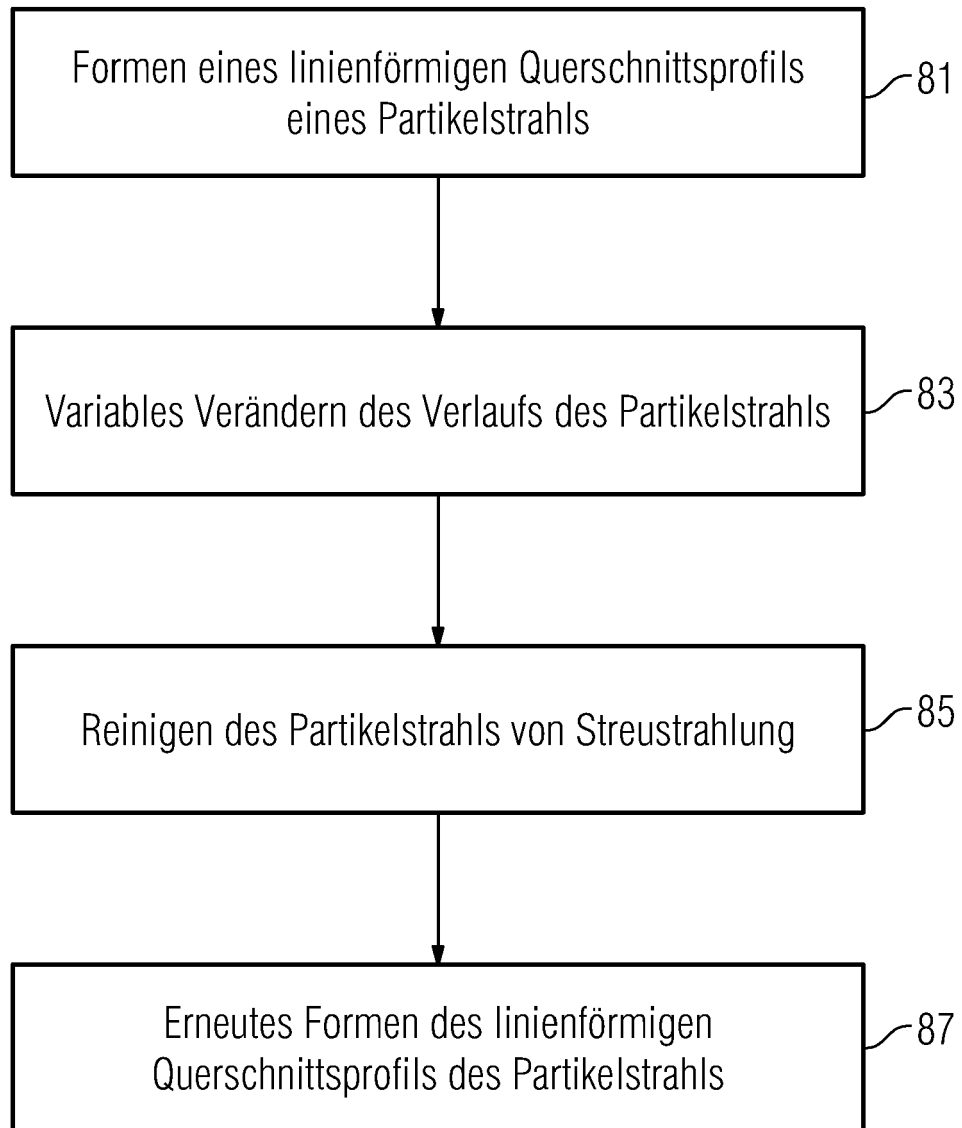 Formen eines linienförmigen Querschnittsprofils
eines Partikelstrahls
81
Variables Verändern des Verlaufs des Partikelstrahls
83
Reinigen des Partikelstrahls von Streustrahlung
85
Erneutes Formen des linienförmigen
Querschnittsprofils des Partikelstrahls
87